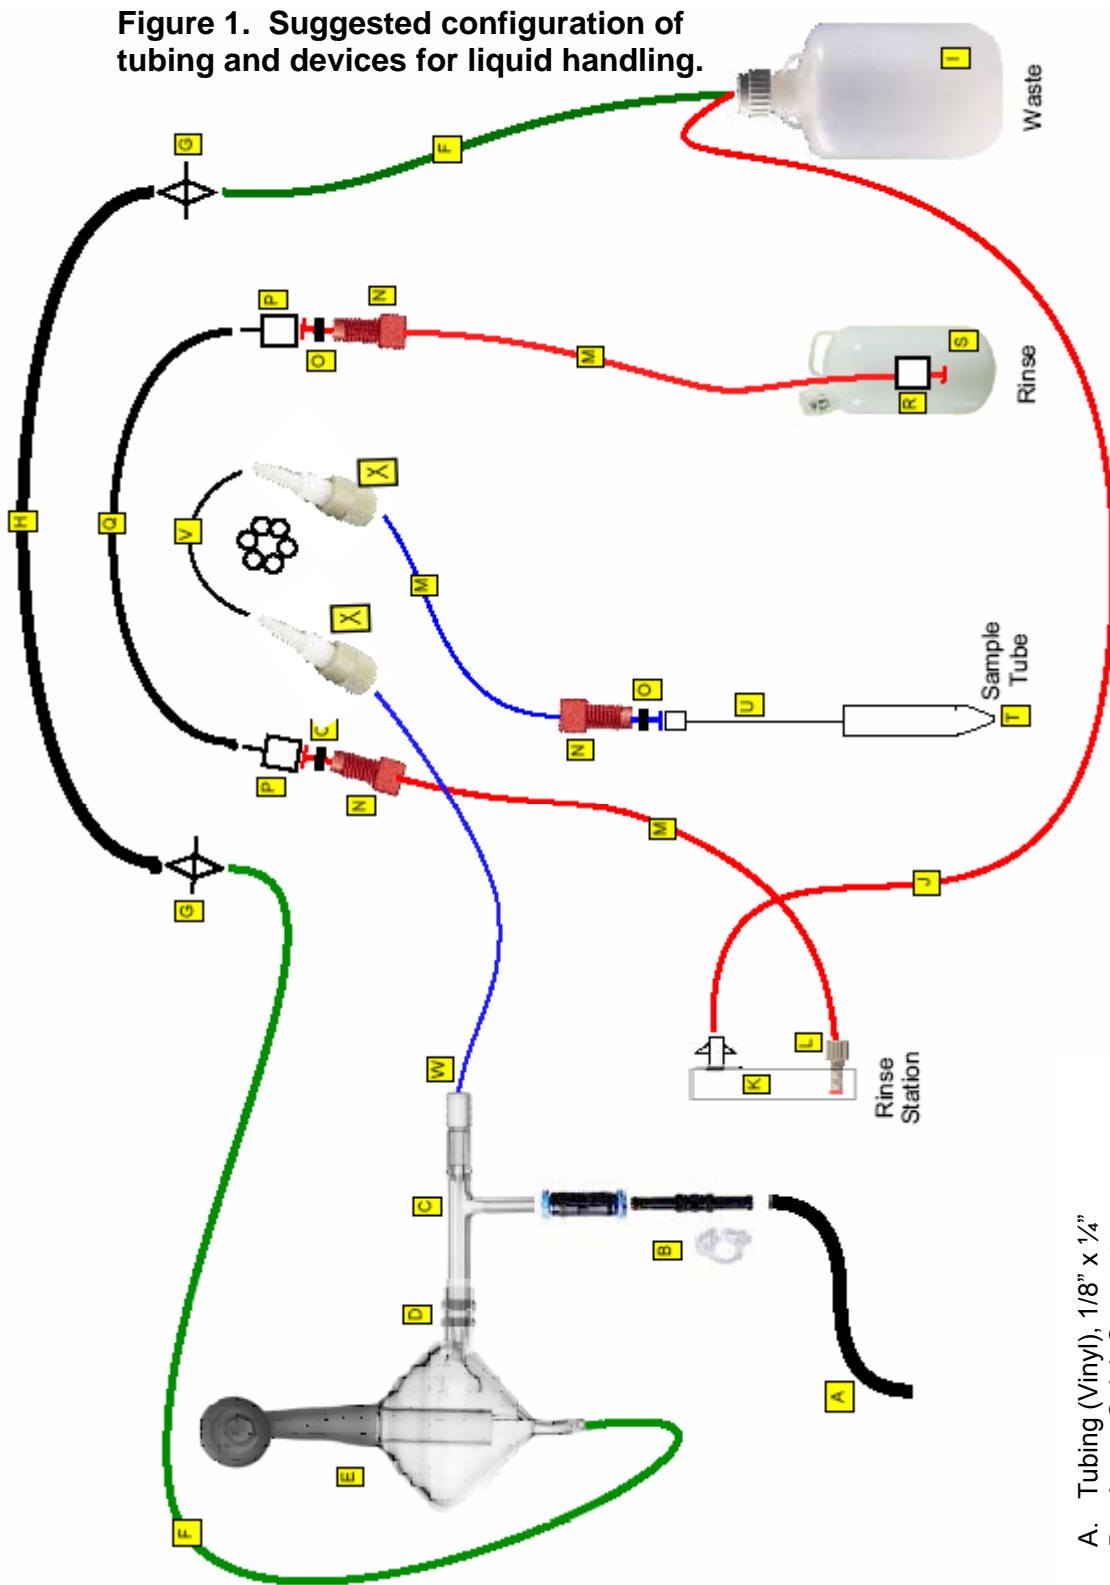 Figure 1. Suggested configuration of
tubing and devices for liquid handling.
G
F
I
Waste
H
Q
V
P
O
N
X
M
R
S
Rinse
X
M
N
O
U
T
Sample
Tube
G
P
C
N
M
J
W
L
K
Rinse
Station
C
D
B
E
A
F
A. Tubing (Vinyl), 1/8” x ¼”